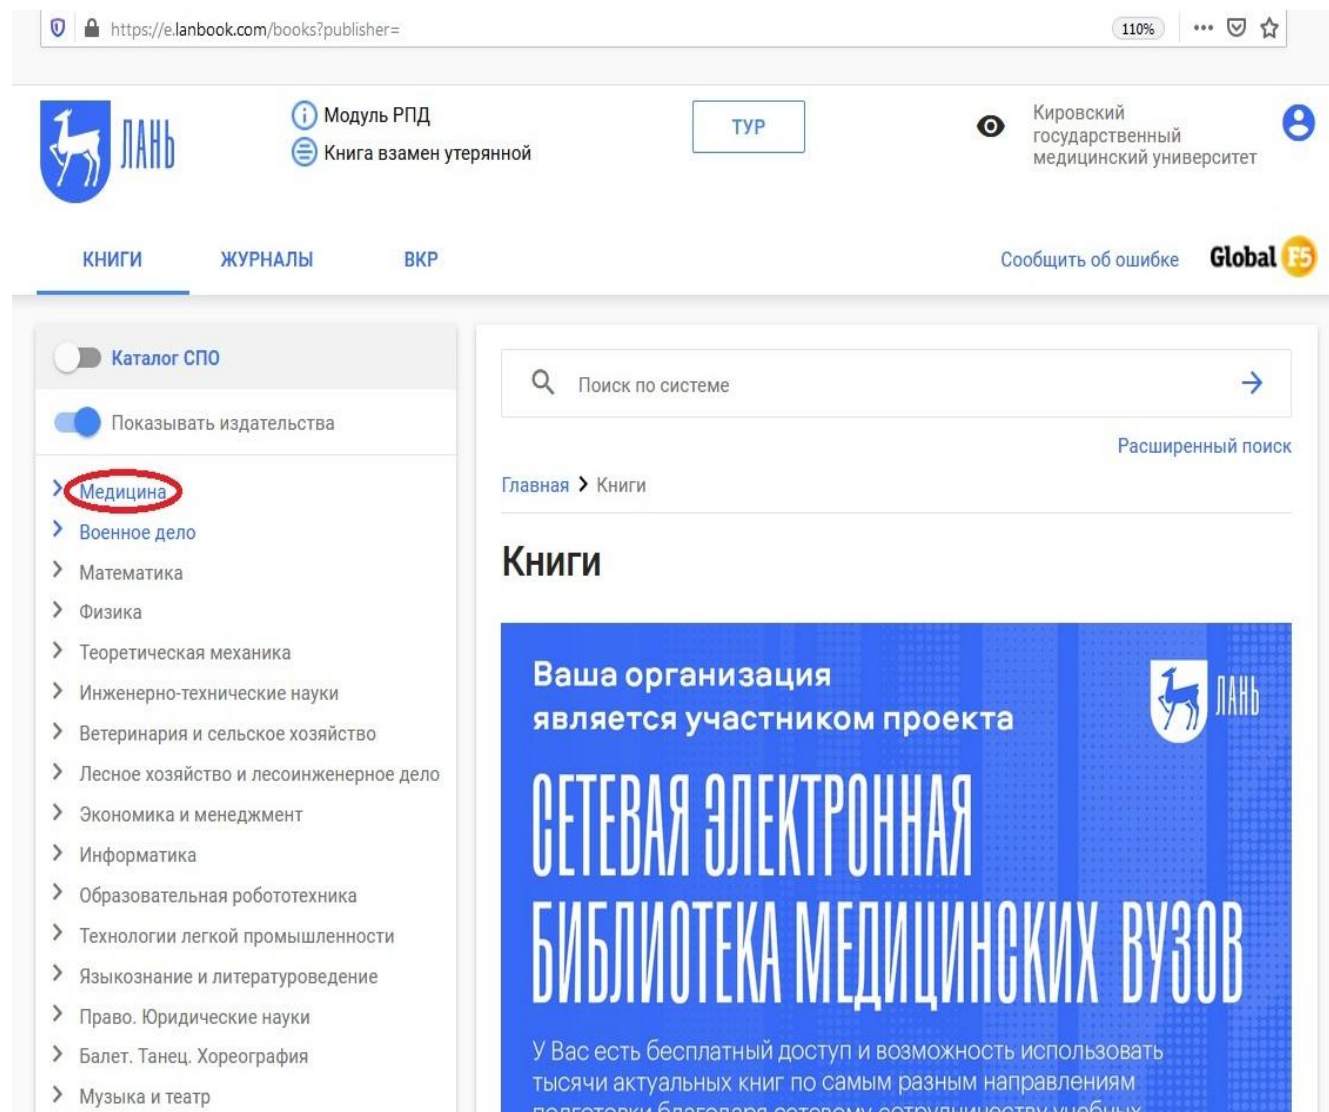 https://e.lanbook.com/books?publisher=
110%
ЛАНЬ
Модуль РПД
Книга взамен утерянной
ТУР
Кировский
государственный
медицинский университет
КНИГИ
ЖУРНАЛЫ
ВКР
Сообщить об ошибке
Global F5
Каталог СПО
Показывать издательства
Медицина
Военное дело
Математика
Физика
Теоретическая механика
Инженерно-технические науки
Ветеринария и сельское хозяйство
Лесное хозяйство и лесоинженерное дело
Экономика и менеджмент
Информатика
Образовательная робототехника
Технологии легкой промышленности
Языкознание и литературоведение
Право. Юридические науки
Балет. Танец. Хореография
Музыка и театр
Поиск по системе
Расширенный поиск
Главная > Книги
Книги
Ваша организация
является участником проекта
ЛАНЬ
СЕТЕВАЯ ЭЛЕКТРОННАЯ
БИБЛИОТЕКА МЕДИЦИНСКИХ ВУЗОВ
У Вас есть бесплатный доступ и возможность использовать
тысячи актуальных книг по самым разным направлениям
подготовки благодаря сетевому сотрудничеству учебных